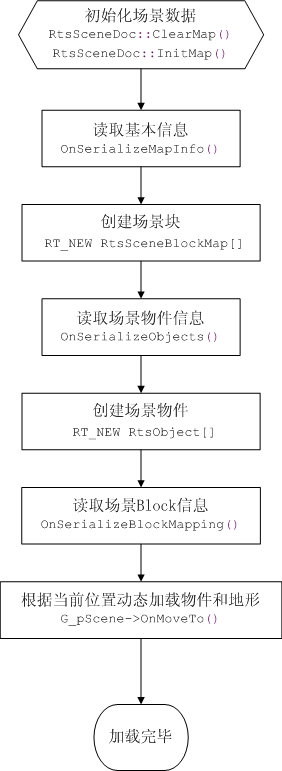 初始化场景数据
RtsSceneDoc::ClearMap()
RtsSceneDoc::InitMap()
读取基本信息
OnSerializeMapInfo()
创建场景块
RT_NEW RtsSceneBlockMap[]
读取场景物件信息
OnSerializeObjects()
创建场景物件
RT_NEW RtsObject[]
读取场景Block信息
OnSerializeBlockMapping()
根据当前位置动态加载物件和地形
G_pScene->OnMoveTo()
加载完毕